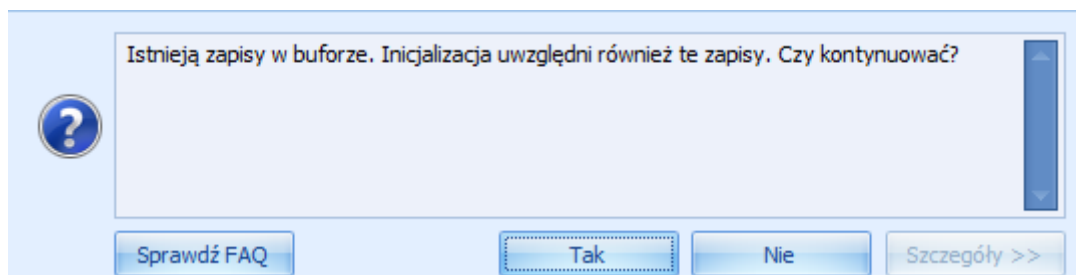 Istnieją zapisy w buforze. Inicjalizacja uwzględni również te zapisy. Czy kontynuować?
Sprawdź FAQ
Tak
Nie
Szczegóły >>